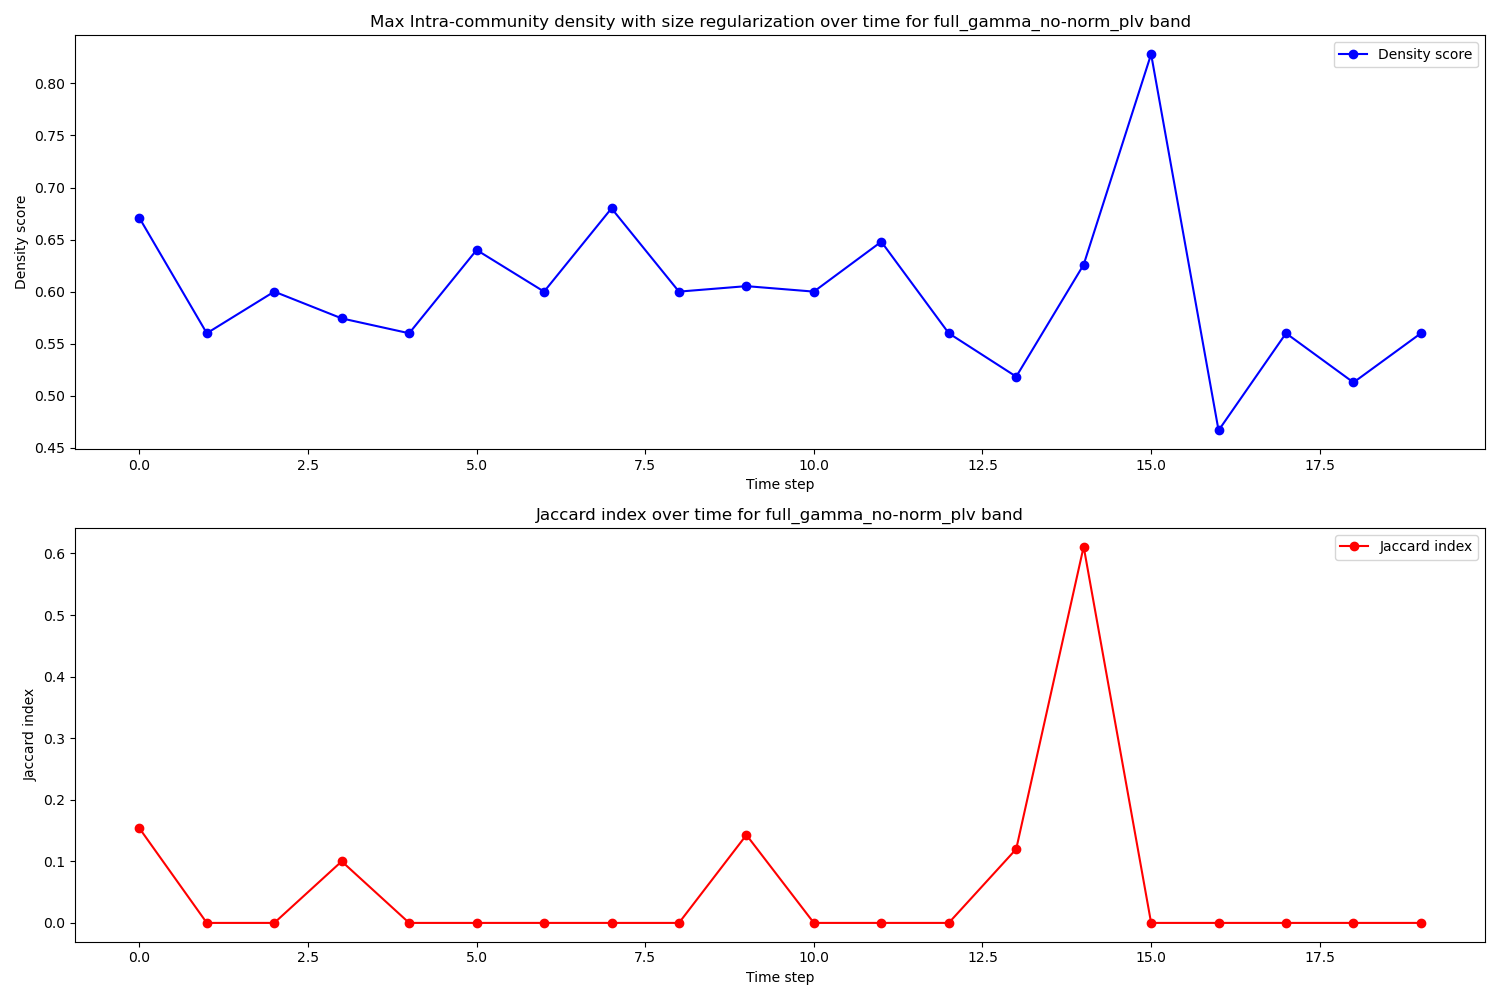 Max Intra-community density with size regularization over time for full_gamma_no-norm_plv band
Density score
Density score
0.80
0.75
0.70
0.65
0.60
0.55
0.50
0.45
0.0 2.5 5.0 7.5 10.0 12.5 15.0 17.5
Time step
Jaccard index over time for full_gamma_no-norm_plv band
Jaccard index
Jaccard index
0.6
0.5
0.4
0.3
0.2
0.1
0.0
0.0 2.5 5.0 7.5 10.0 12.5 15.0 17.5
Time step